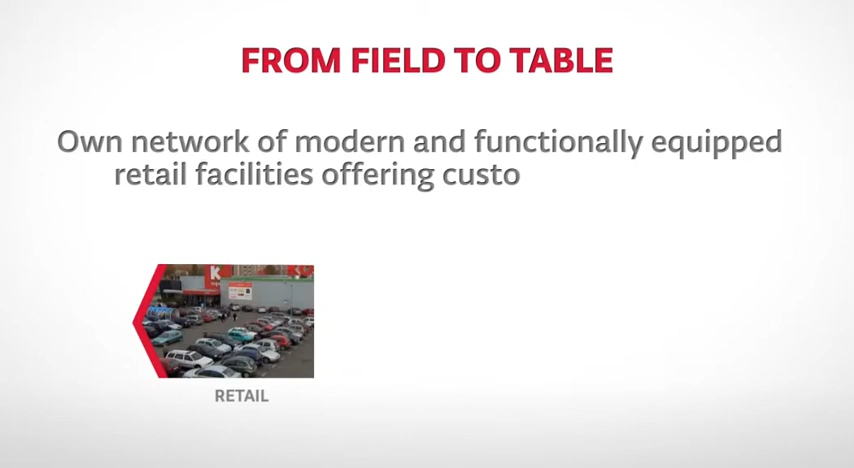 FROM FIELD TO TABLE
Own network of modern and functionally equipped
retail facilities offering custo
K
RETAIL